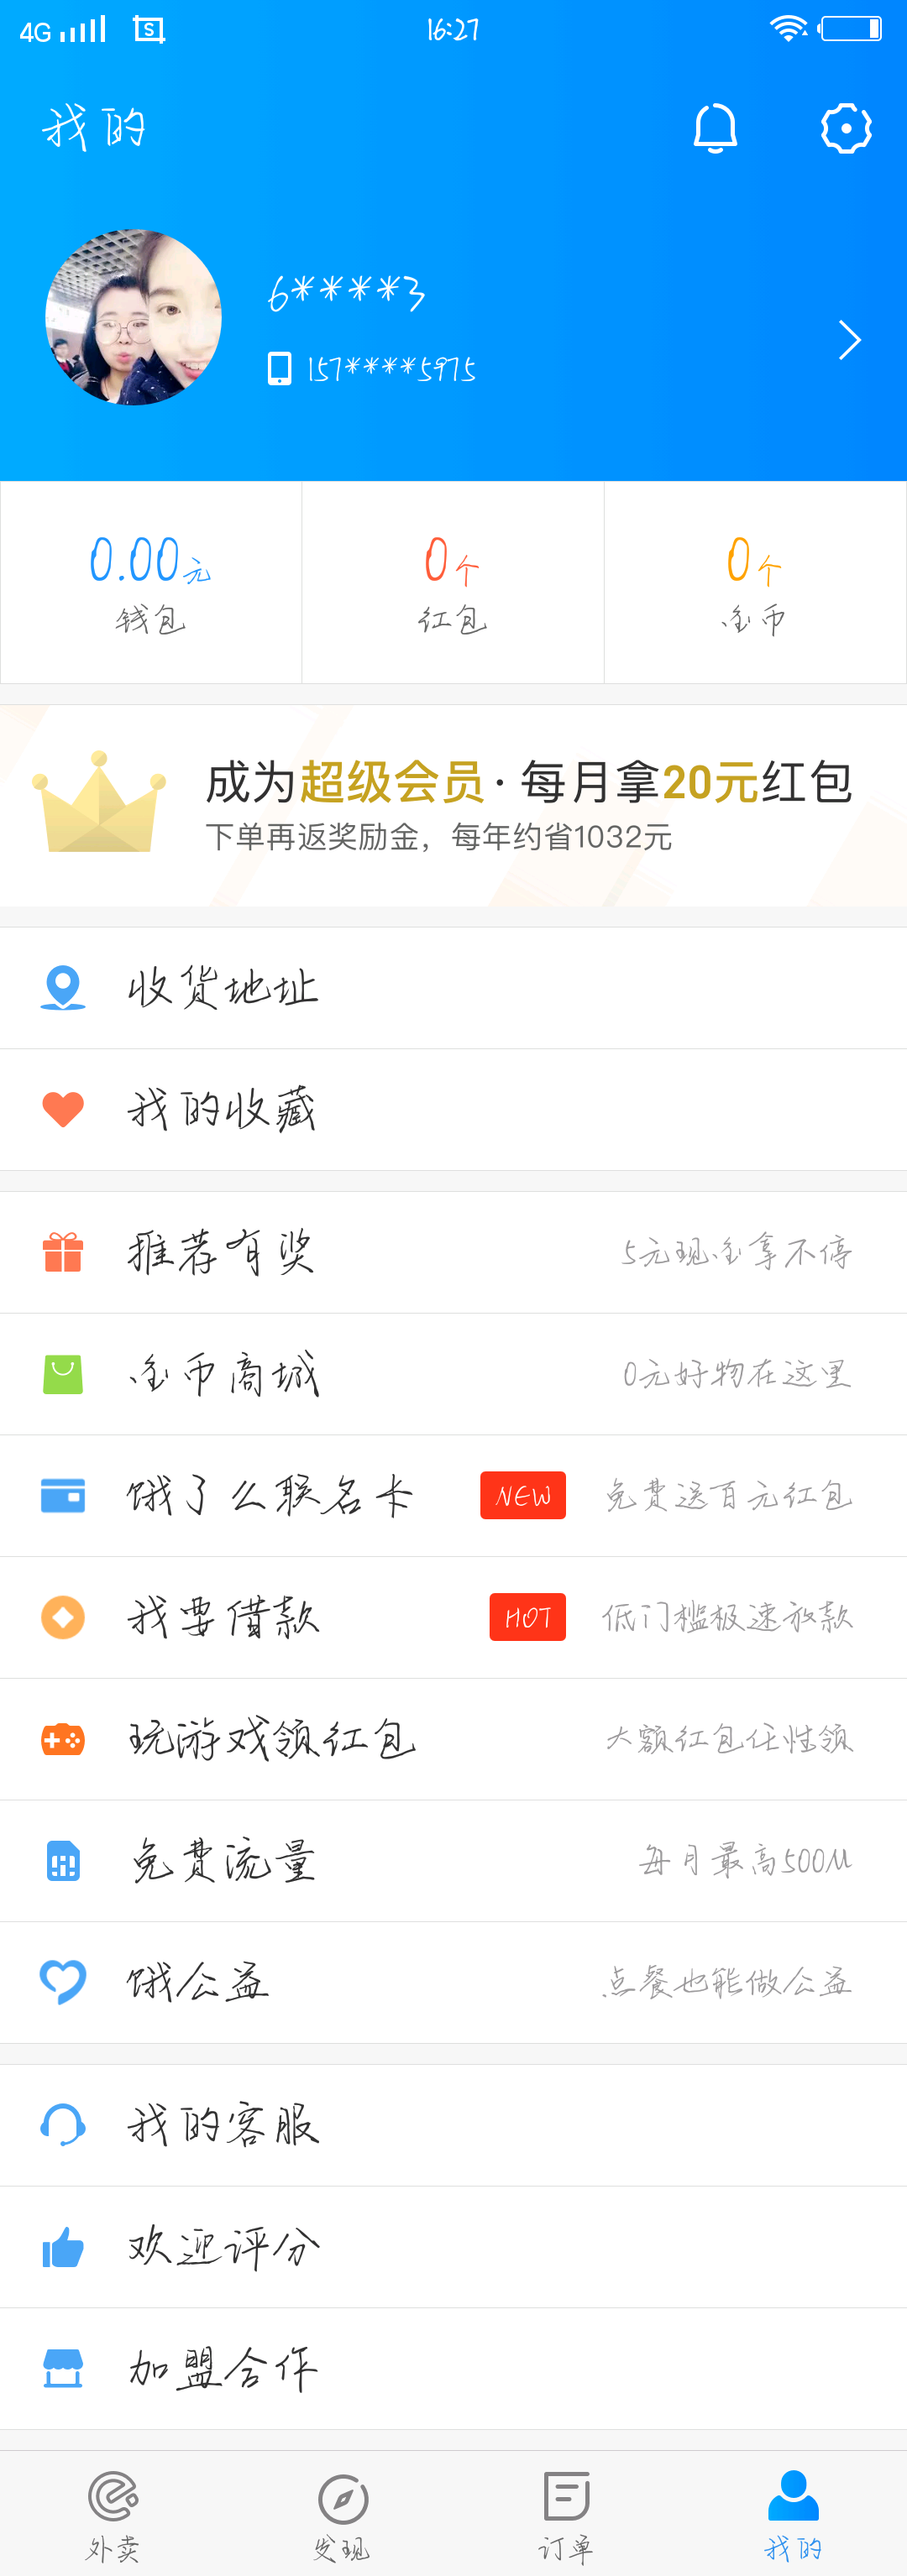 4G
16:27
我的
6****3
157****5975
0.00元
0个
0个
钱包
红包
金币
成为超级会员·每月拿20元红包
下单再返奖励金，每年约省1032元
收货地址
我的收藏
推荐有奖 5元现金拿不停
金币商城 0元好物在这里
饿了么联名卡 NEW 免费送百元红包
我要借款 HOT 低门槛极速放款
玩游戏领红包 大额红包任性领
免费流量 每月最高500M
饿公益 点餐也能做公益
我的客服
欢迎评分
加盟合作
外卖
发现
订单
我的